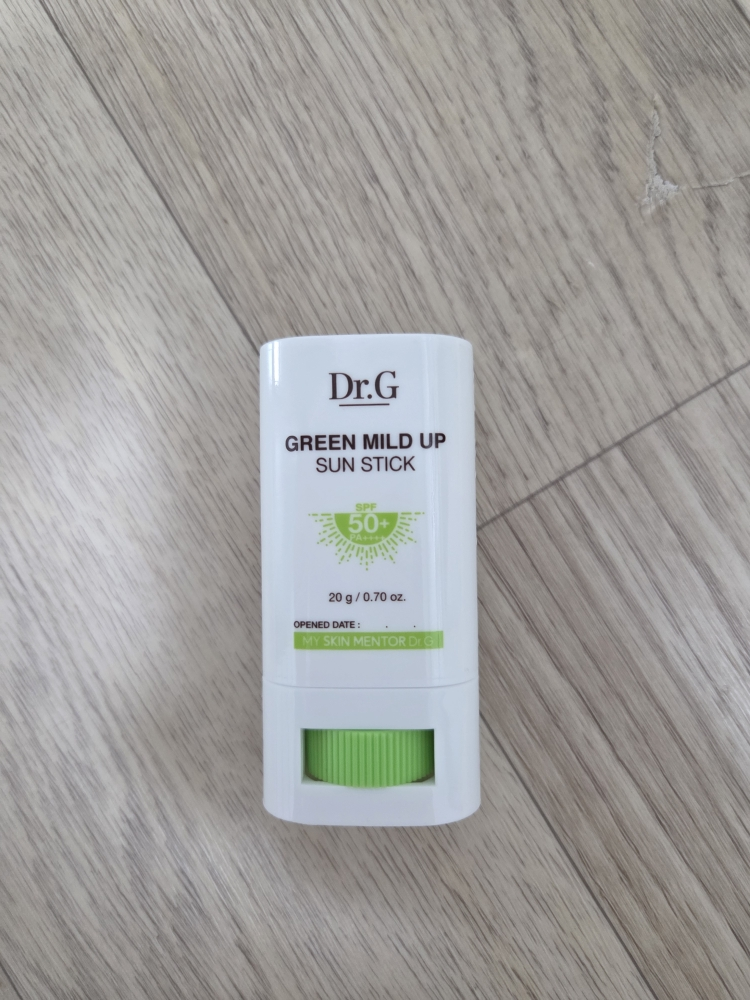 Dr.G
GREEN MILD UP
SUN STICK
SPF
50+
PA++++
20 g / 0.70 oz.
OPENED DATE :      .      .
MY SKIN MENTOR Dr.G